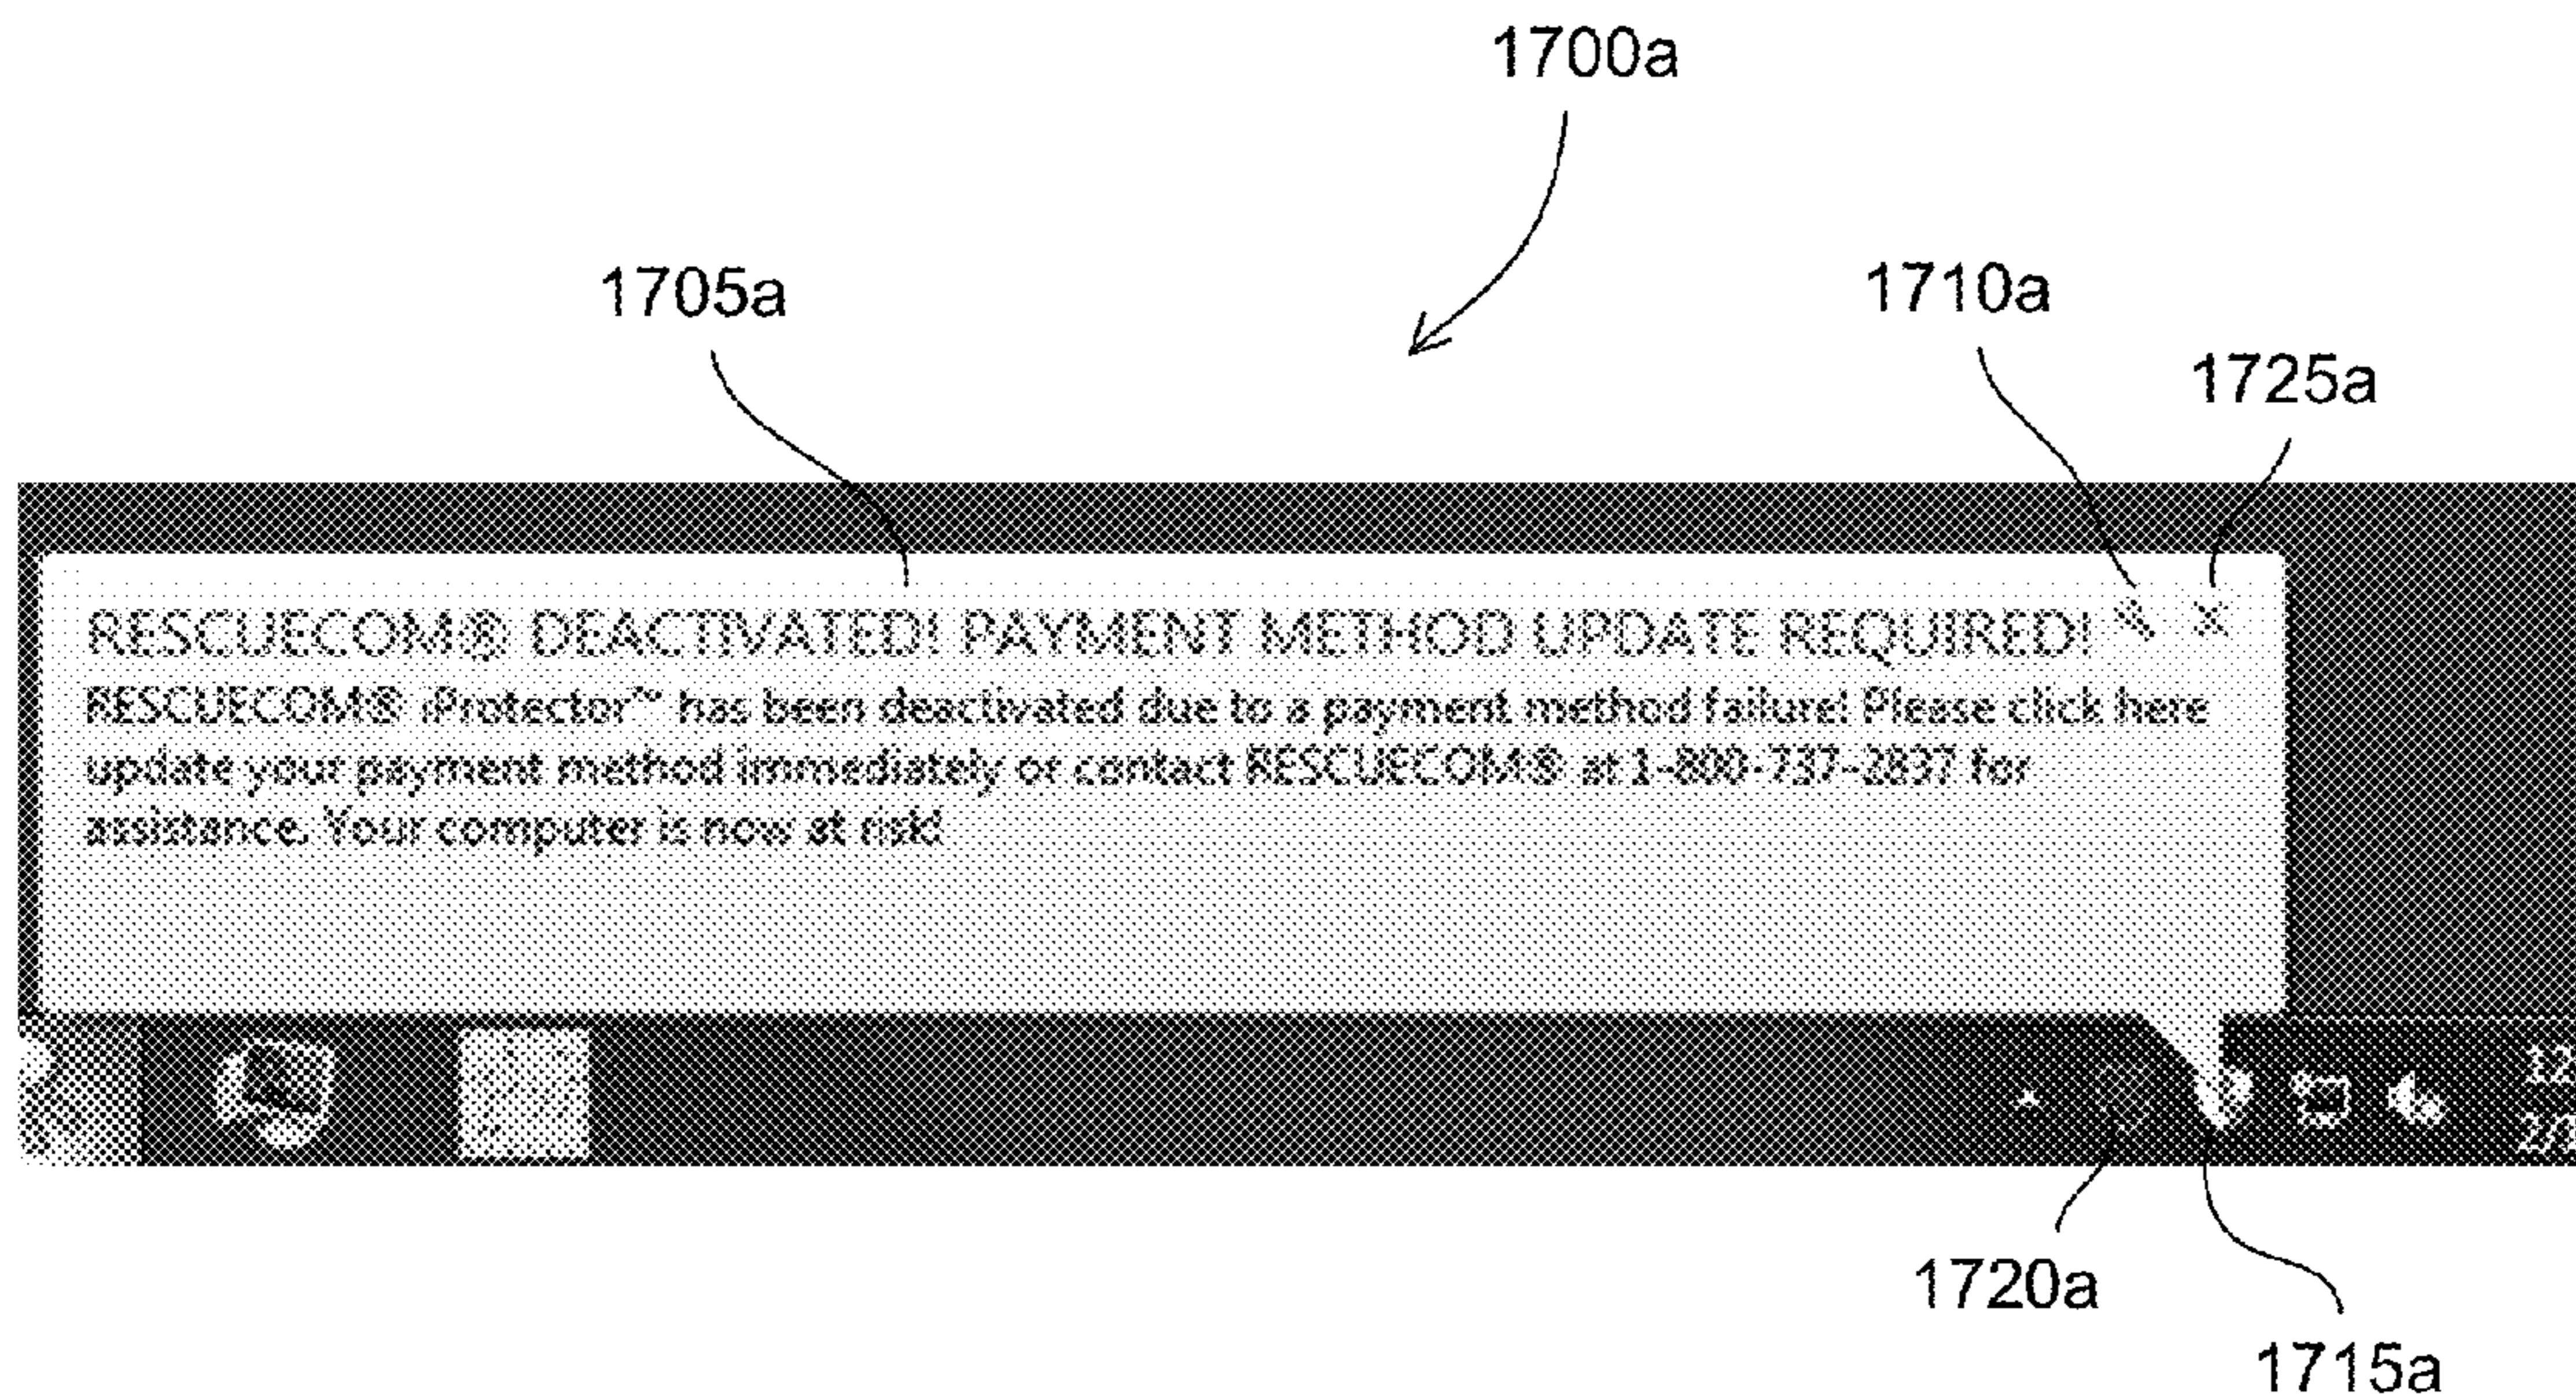 1700a
1705a
1710a
1725a
RESCUECOM® DEACTIVATED! PAYMENT METHOD UPDATE REQUIRED!
RESCUECOM® iProtector™ has been deactivated due to a payment method failure! Please click here
update your payment method immediately or contact RESCUECOM® at 1-800-737-2897 for
assistance. Your computer is now at risk!
1720a
1715a